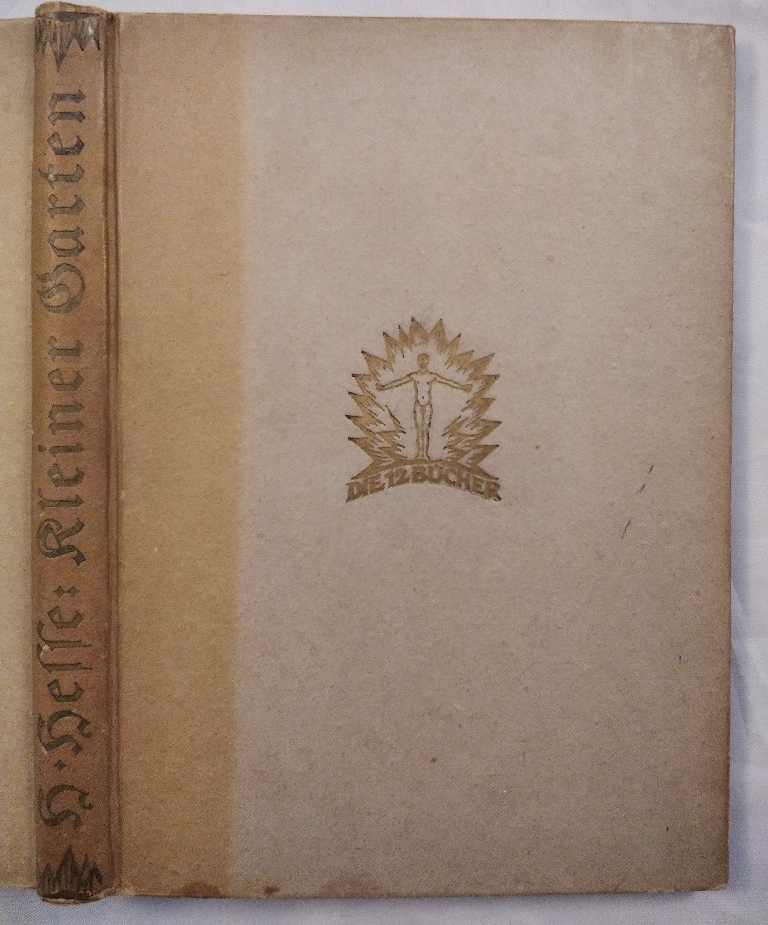 H. Hesse: Kleiner Garten
DIE 12 BÜCHER